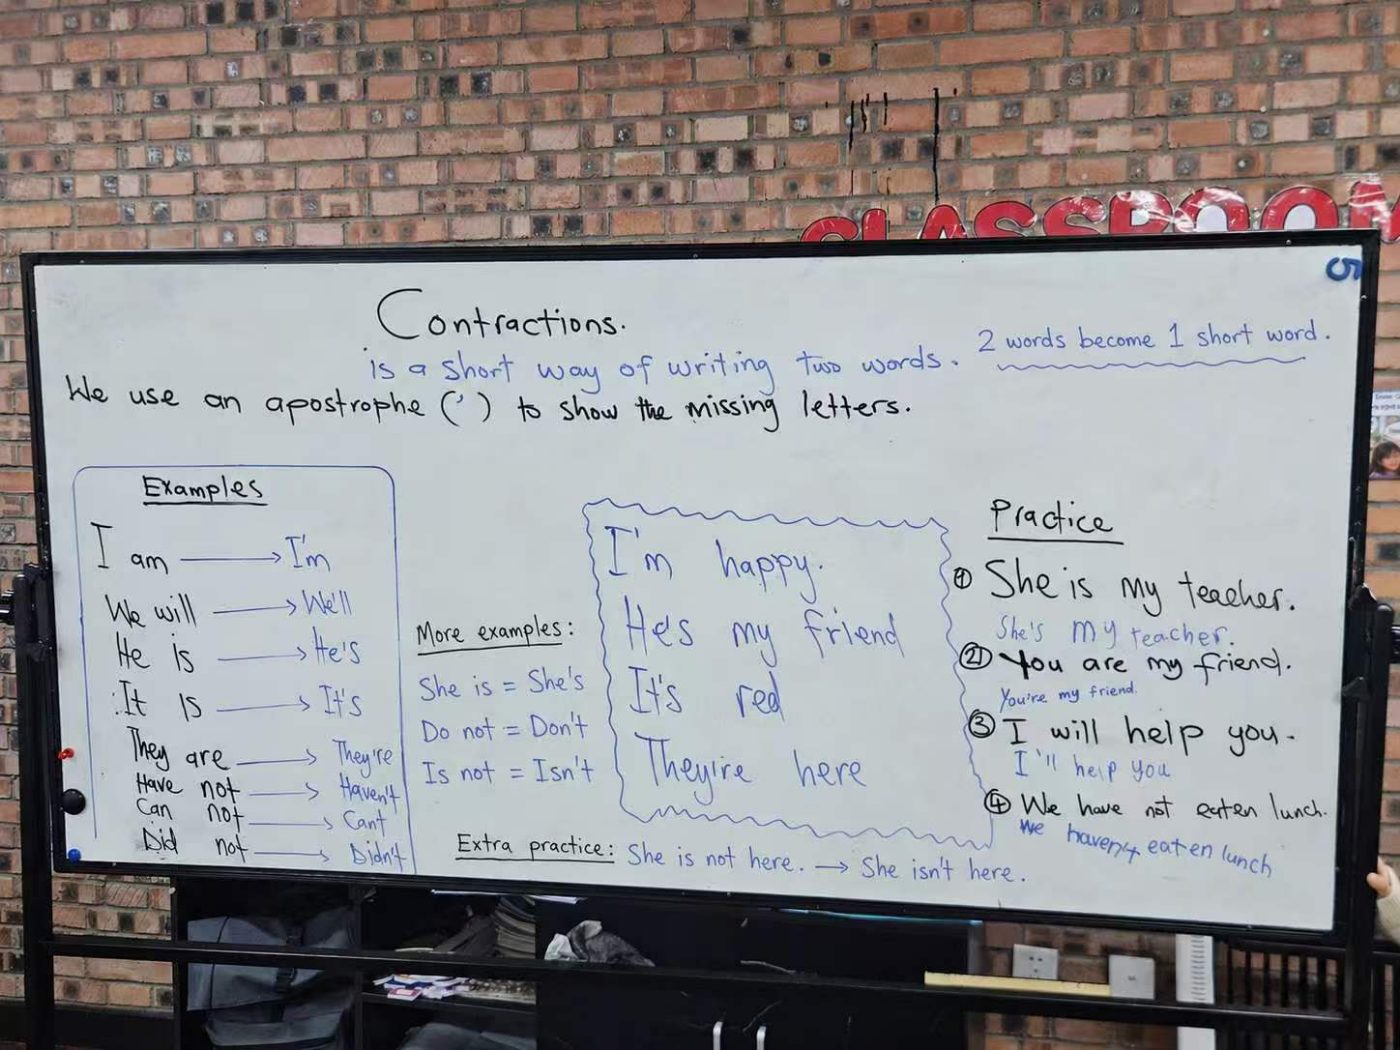 CLASSROOM
5
Contractions.
is a short way of writing two words.
2 words become 1 short word.
We use an apostrophe (') to show the missing letters.
Examples
I am → I'm
We will → We'll
He is → He's
It is → It's
They are → They're
Have not → Haven't
Can not → Cant
Did not → Didn't
More examples:
She is = She's
Do not = Don't
Is not = Isn't
I'm happy.
He's my friend
It's red
They're here
Extra practice: She is not here. → She isn't here.
Practice
① She is my teacher.
She's my teacher.
② You are my friend.
You're my friend.
③ I will help you.
I'll help you
④ We have not eaten lunch.
We haven't eaten lunch